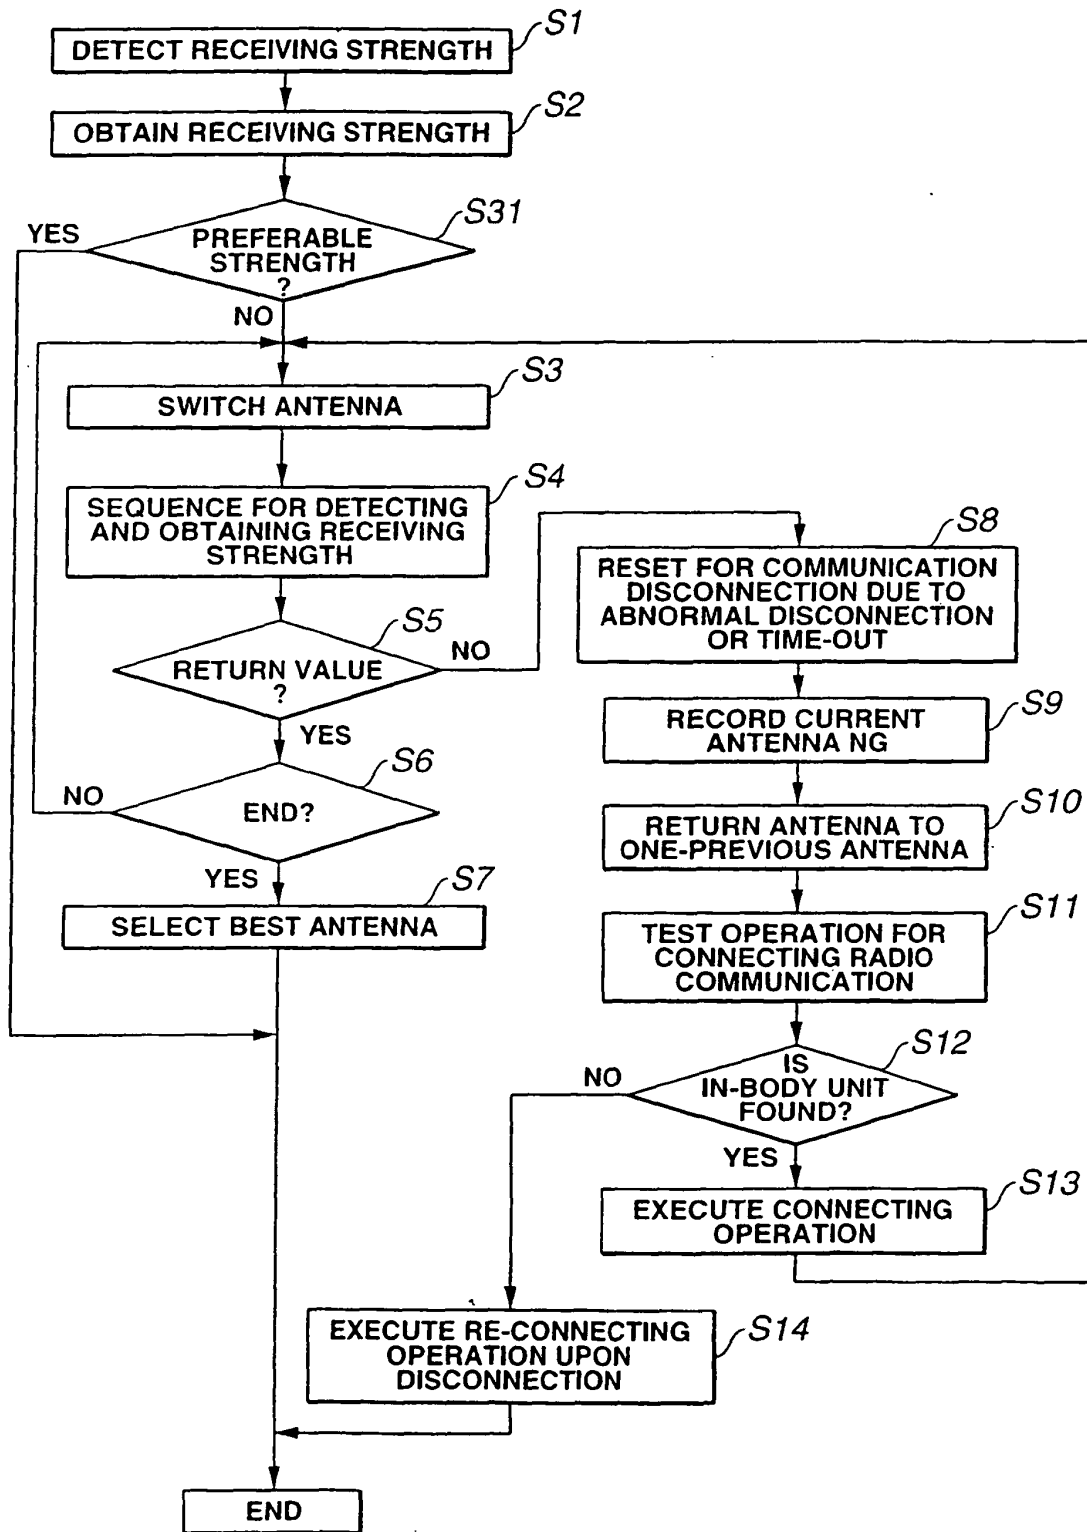 S1
DETECT RECEIVING STRENGTH
S2
OBTAIN RECEIVING STRENGTH
S31
YES
PREFERABLE
STRENGTH
?
NO
S3
SWITCH ANTENNA
S4
SEQUENCE FOR DETECTING
AND OBTAINING RECEIVING
STRENGTH
S5
NO
RETURN VALUE
?
YES
S6
NO
END?
YES
S7
SELECT BEST ANTENNA
S8
RESET FOR COMMUNICATION
DISCONNECTION DUE TO
ABNORMAL DISCONNECTION
OR TIME-OUT
S9
RECORD CURRENT
ANTENNA NG
S10
RETURN ANTENNA TO
ONE-PREVIOUS ANTENNA
S11
TEST OPERATION FOR
CONNECTING RADIO
COMMUNICATION
S12
NO
IS
IN-BODY UNIT
FOUND?
YES
S13
EXECUTE CONNECTING
OPERATION
S14
EXECUTE RE-CONNECTING
OPERATION UPON
DISCONNECTION
END